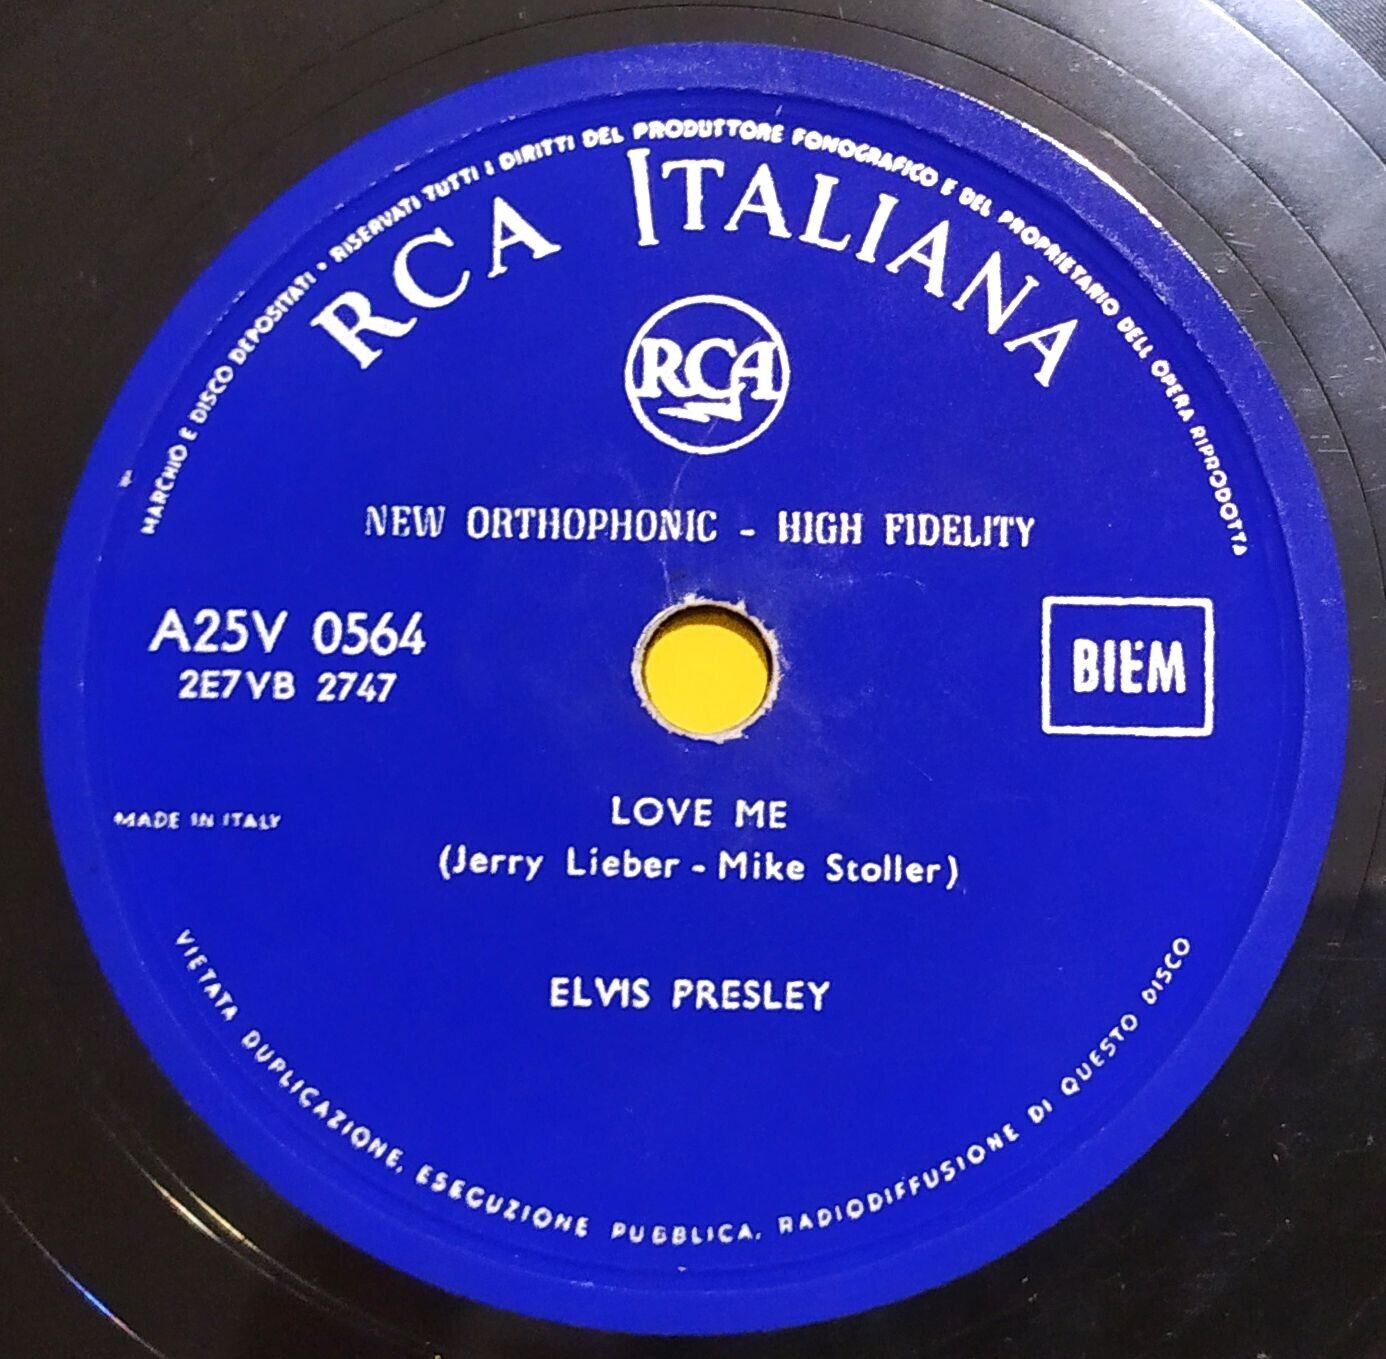 MARCHIO E DISCO DEPOSITATI • RISERVATI TUTTI I DIRITTI DEL PRODUTTORE FONOGRAFICO E DEL PROPRIETARIO DELL OPERA RIPRODOTTA
RCA ITALIANA
RCA
NEW ORTHOPHONIC - HIGH FIDELITY
A25V 0564
2E7VB 2747
BIEM
MADE IN ITALY
LOVE ME
(Jerry Lieber - Mike Stoller)
ELVIS PRESLEY
VIETATA DUPLICAZIONE, ESECUZIONE PUBBLICA, RADIODIFFUSIONE DI QUESTO DISCO